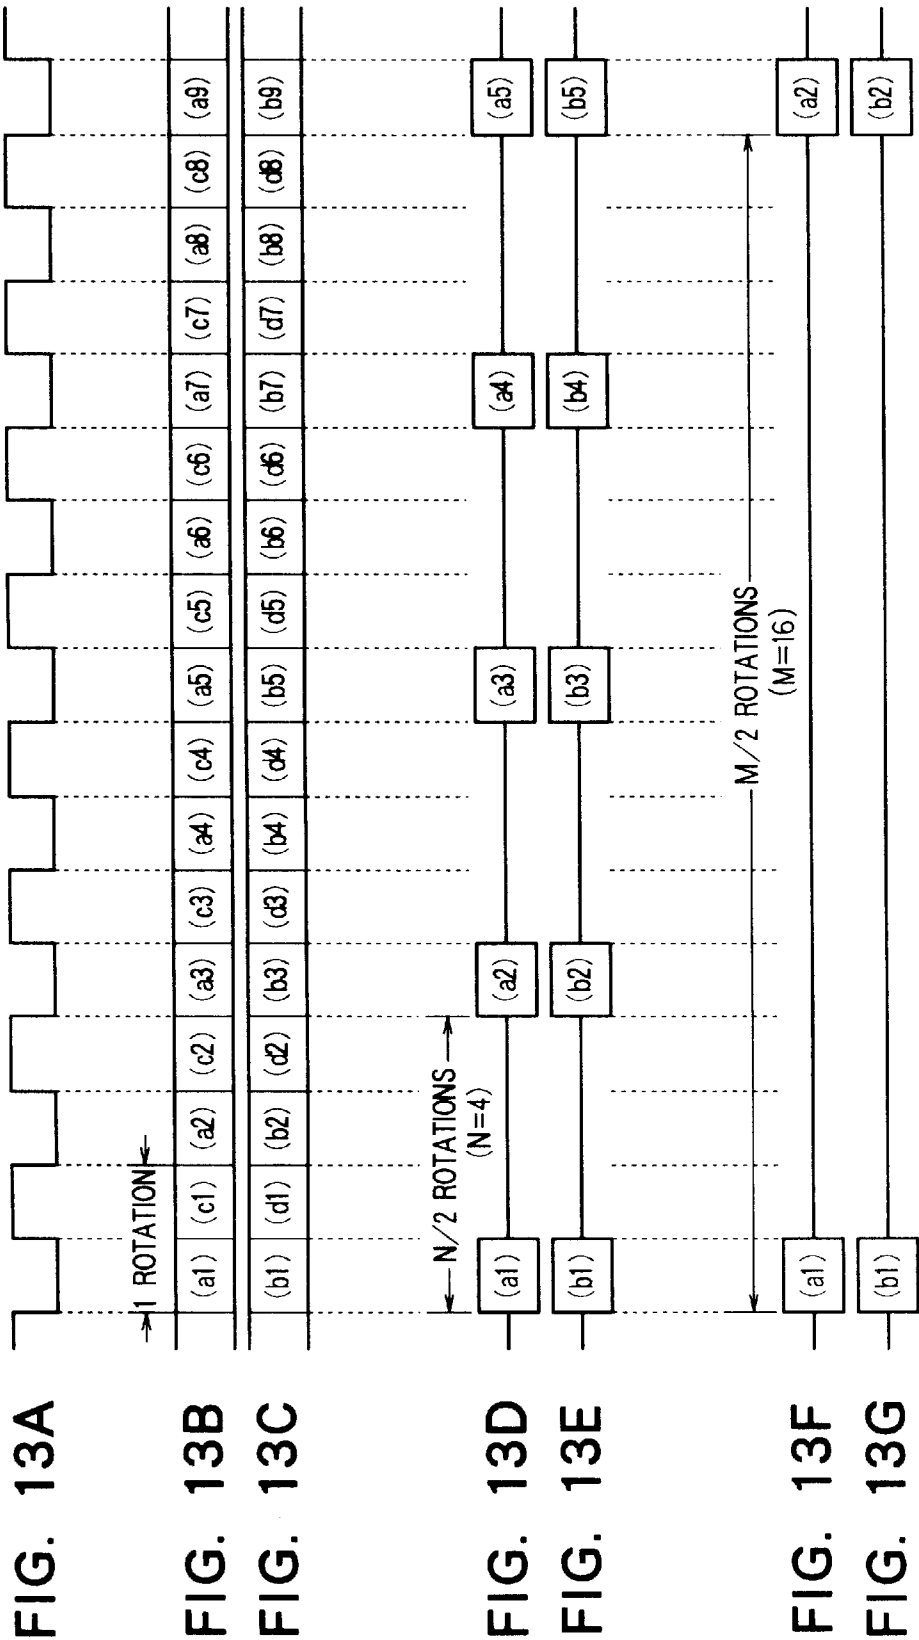 FIG. 13A
1 ROTATION
FIG. 13B
(a1) (c1) (a2) (c2) (a3) (c3) (a4) (c4) (a5) (c5) (a6) (c6) (a7) (c7) (a8) (c8) (a9)
FIG. 13C
(b1) (d1) (b2) (d2) (b3) (d3) (b4) (d4) (b5) (d5) (b6) (d6) (b7) (d7) (b8) (d8) (b9)
N/2 ROTATIONS
(N=4)
FIG. 13D
(a1) (a2) (a3) (a4) (a5)
FIG. 13E
(b1) (b2) (b3) (b4) (b5)
M/2 ROTATIONS
(M=16)
FIG. 13F
(a1) (a2)
FIG. 13G
(b1) (b2)